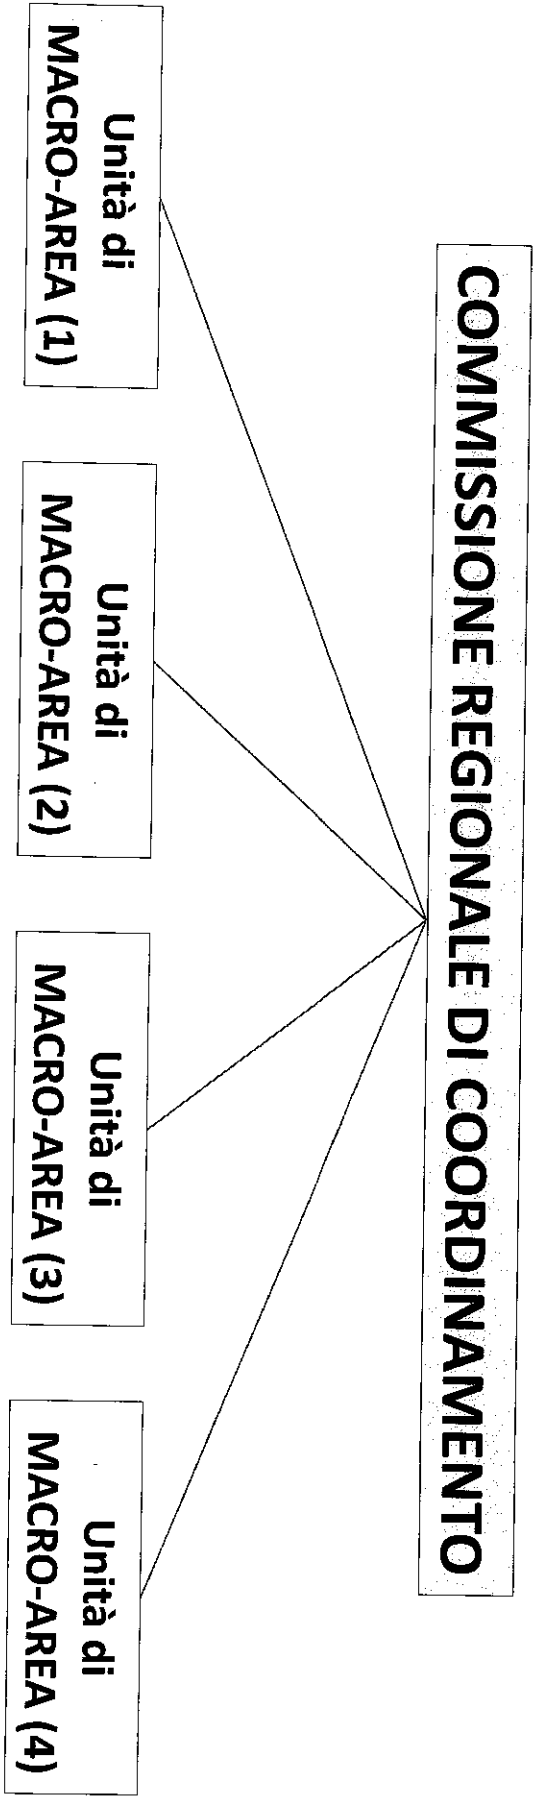 COMMISSIONE REGIONALE DI COORDINAMENTO
Unità di
MACRO-AREA (1)
Unità di
MACRO-AREA (2)
Unità di
MACRO-AREA (3)
Unità di
MACRO-AREA (4)